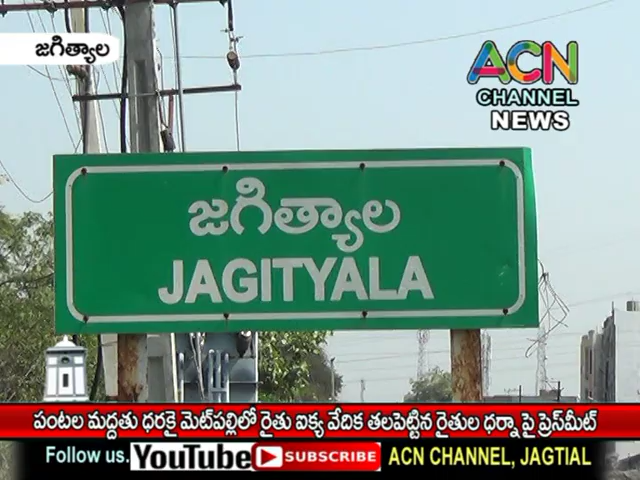 జగిత్యాల
ACN
CHANNEL
NEWS
జగిత్యాల
JAGITYALA
పంటల మద్దతు ధరకై మెట్‌పల్లిలో రైతు ఐక్య వేదిక తలపెట్టిన రైతుల ధర్నా పై ప్రెస్‌మీట్
Follow us. YouTube SUBSCRIBE ACN CHANNEL, JAGTIAL